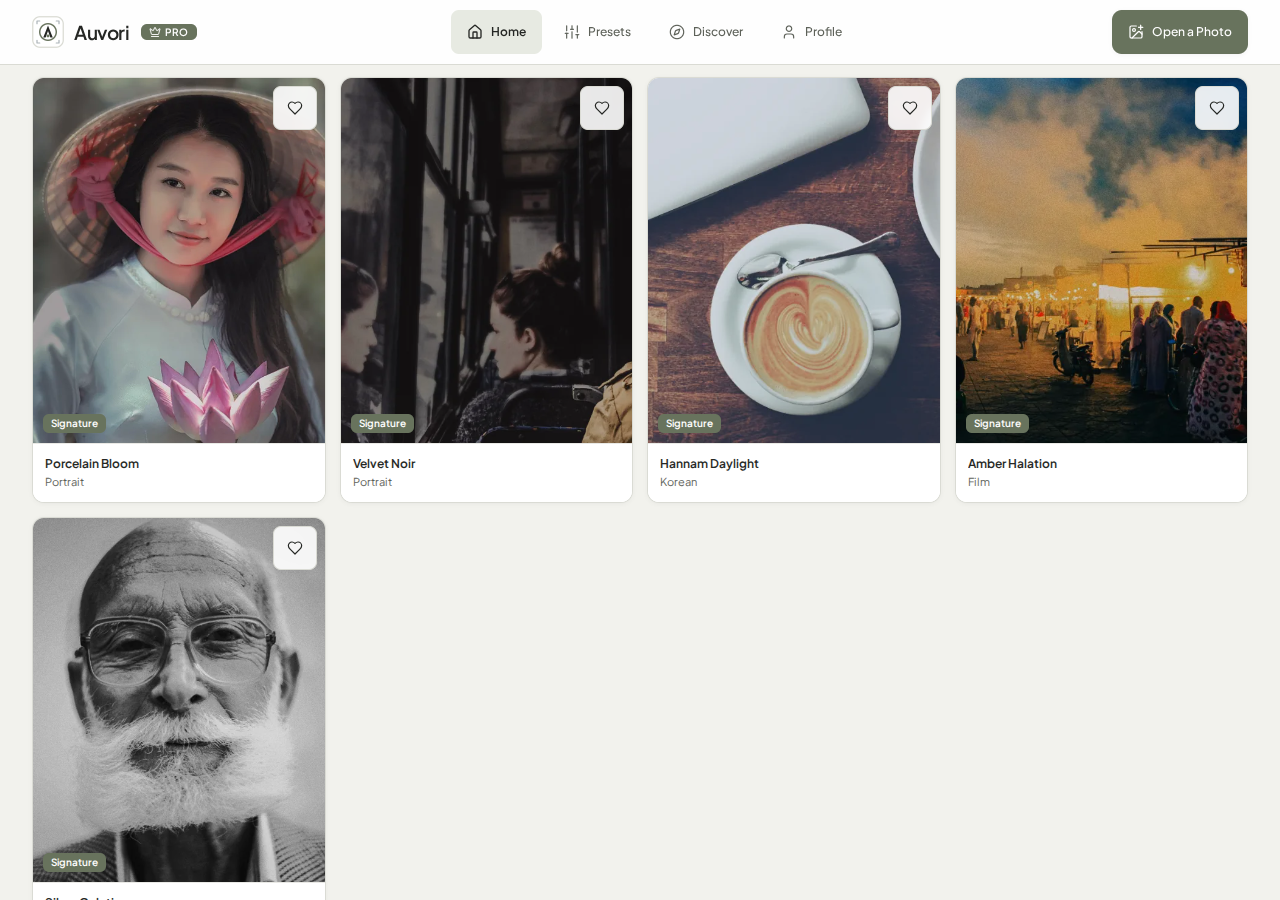 Auvori PRO Home Presets Discover Profile Open a Photo
Signature Signature Signature Signature
Porcelain Bloom Velvet Noir Hannam Daylight Amber Halation
Portrait Portrait Korean Film
Signature